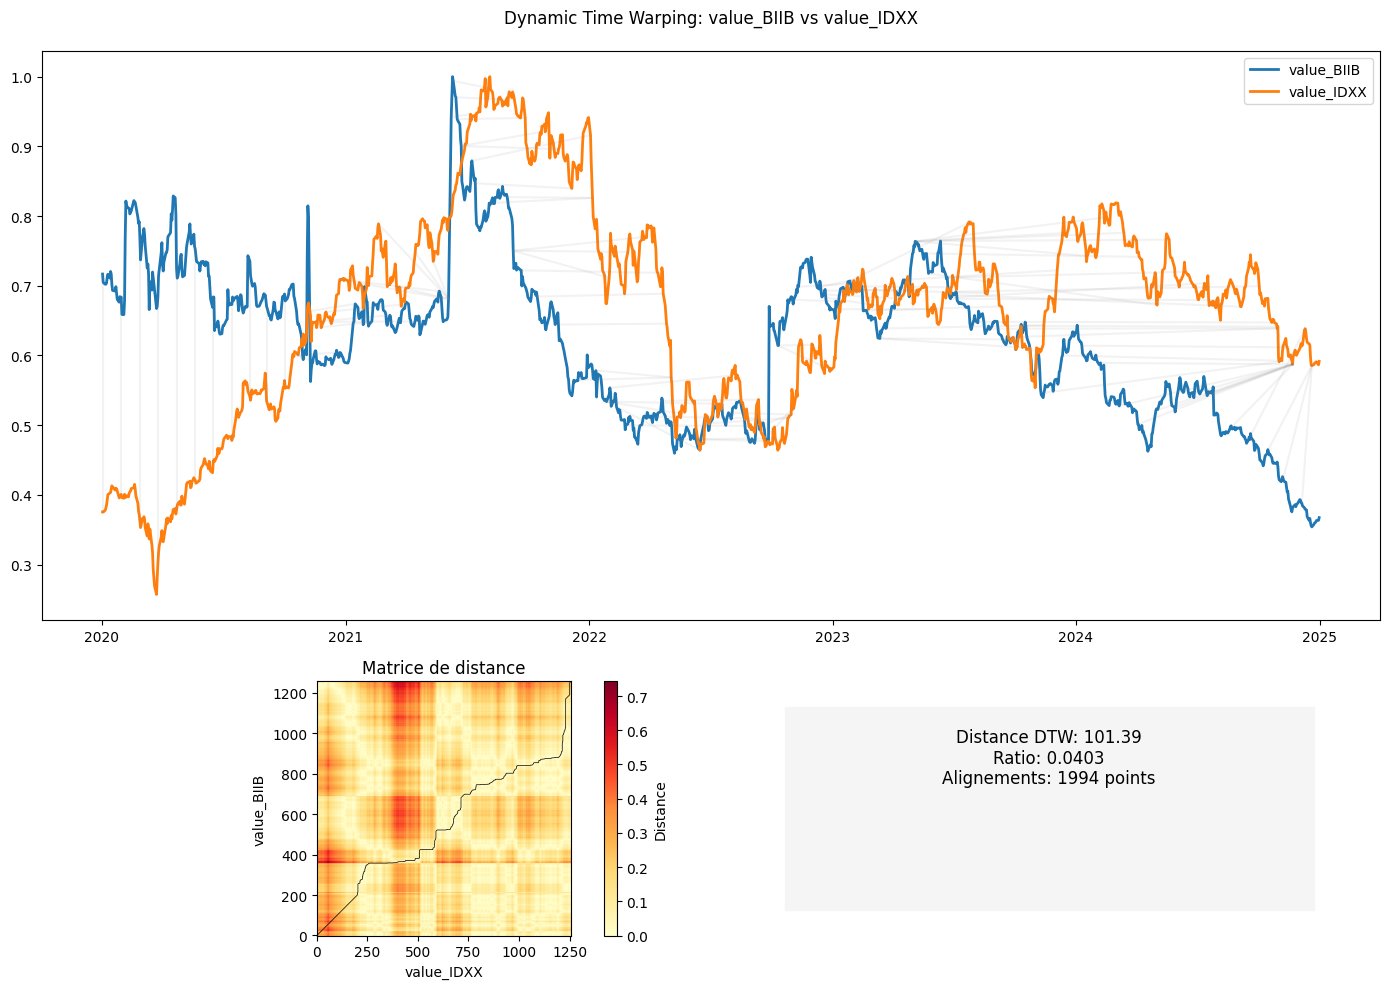 Dynamic Time Warping: value_BIIB vs value_IDXX
value_BIIB
value_IDXX
1.0
0.9
0.8
0.7
0.6
0.5
0.4
0.3
2020 2021 2022 2023 2024 2025
Matrice de distance
1200
1000
800
600
400
200
0
value_BIIB
0 250 500 750 1000 1250
value_IDXX
0.7
0.6
0.5
0.4
0.3
0.2
0.1
0.0
Distance
Distance DTW: 101.39
Ratio: 0.0403
Alignements: 1994 points